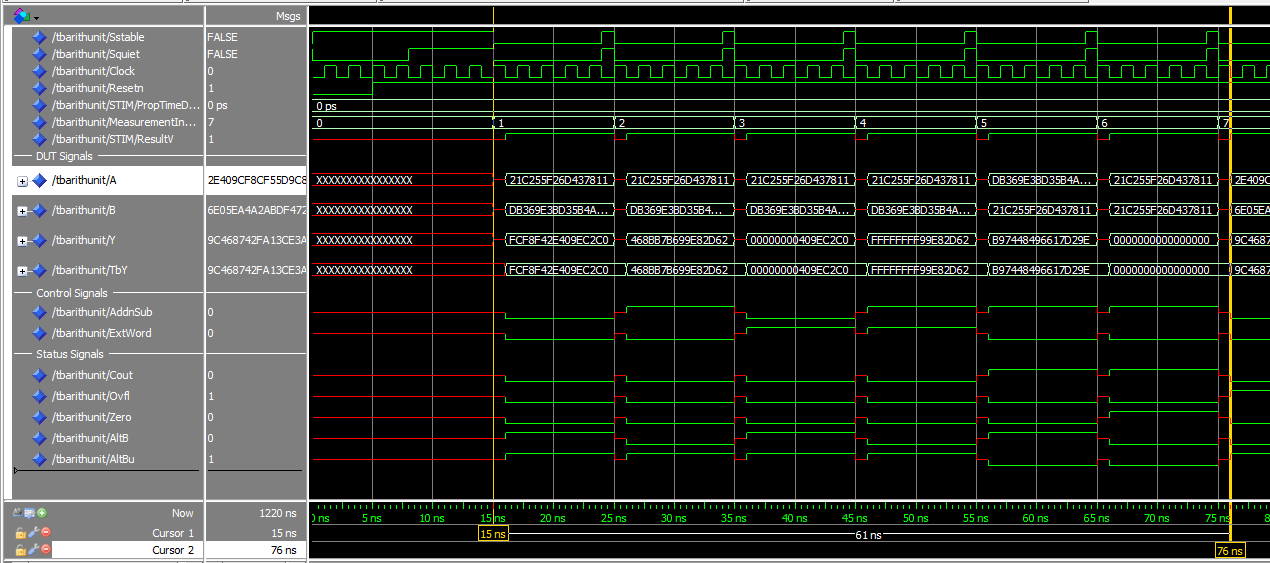 Msgs
/tbarithunit/Sstable FALSE
/tbarithunit/Squiet FALSE
/tbarithunit/Clock 0
/tbarithunit/Resetn 1
/tbarithunit/STIM/PropTimeD... 0 ps 0 ps
/tbarithunit/MeasurementIn... 7 0 1 2 3 4 5 6 7
/tbarithunit/STIM/ResultV 1
DUT Signals
/tbarithunit/A 2E409CF8CF55D9C8 XXXXXXXXXXXXXXXX 21C255F26D437811 21C255F26D437811 21C255F26D437811 21C255F26D437811 DB369E3BD35B4A... 21C255F26D437811 2E409C
/tbarithunit/B 6E05EA4A2ABDF472 XXXXXXXXXXXXXXXX DB369E3BD35B4A... DB369E3BD35B4... DB369E3BD35B4A... DB369E3BD35B4A... 21C255F26D437811 21C255F26D437811 6E05EA
/tbarithunit/Y 9C468742FA13CE3A XXXXXXXXXXXXXXXX FCF8F42E409EC2C0 468BB7B699E82D62 00000000409EC2C0 FFFFFFFF99E82D62 B97448496617D29E 0000000000000000 9C4687
/tbarithunit/TbY 9C468742FA13CE3A XXXXXXXXXXXXXXXX FCF8F42E409EC2C0 468BB7B699E82D62 00000000409EC2C0 FFFFFFFF99E82D62 B97448496617D29E 0000000000000000 9C4687
Control Signals
/tbarithunit/AddnSub 0
/tbarithunit/ExtWord 0
Status Signals
/tbarithunit/Cout 0
/tbarithunit/Ovfl 1
/tbarithunit/Zero 0
/tbarithunit/AltB 0
/tbarithunit/AltBu 1
Now 1220 ns ns 5 ns 10 ns 15 ns 20 ns 25 ns 30 ns 35 ns 40 ns 45 ns 50 ns 55 ns 60 ns 65 ns 70 ns 75 ns
Cursor 1 15 ns 15 ns 61 ns
Cursor 2 76 ns 76 ns